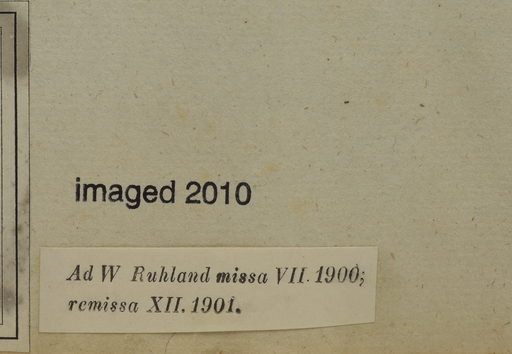 imaged 2010
Ad W Ruhland missa VII. 1900;
remissa XII. 1901.